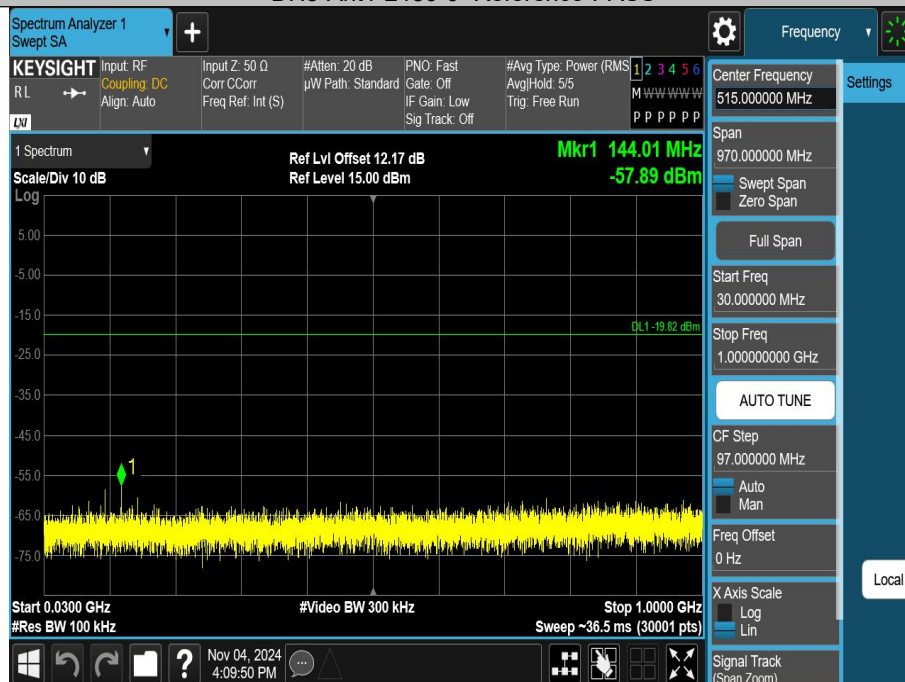 Spectrum Analyzer 1
Swept SA
+
Frequency
KEYSIGHT
RL
LXI
Input: RF
Coupling: DC
Align: Auto
Input Z: 50 Ω
Corr CCorr
Freq Ref: Int (S)
#Atten: 20 dB
µW Path: Standard
PNO: Fast
Gate: Off
IF Gain: Low
Sig Track: Off
#Avg Type: Power (RMS
Avg|Hold: 5/5
Trig: Free Run
1 2 3 4 5 6
M W W W W W
P P P P P P
1 Spectrum
Scale/Div 10 dB
Ref Lvl Offset 12.17 dB
Ref Level 15.00 dBm
Mkr1 144.01 MHz
-57.89 dBm
Log
5.00
-5.00
-15.0
DL1 -19.82 dBm
-25.0
-35.0
-45.0
1
-55.0
-65.0
-75.0
Start 0.0300 GHz
#Video BW 300 kHz
Stop 1.0000 GHz
#Res BW 100 kHz
Sweep ~36.5 ms (30001 pts)
?
Nov 04, 2024
4:09:50 PM
Center Frequency
515.000000 MHz
Settings
Span
970.000000 MHz
Swept Span
Zero Span
Full Span
Start Freq
30.000000 MHz
Stop Freq
1.000000000 GHz
AUTO TUNE
CF Step
97.000000 MHz
Auto
Man
Freq Offset
0 Hz
X Axis Scale
Log
Lin
Local
Signal Track
(Span Zoom)